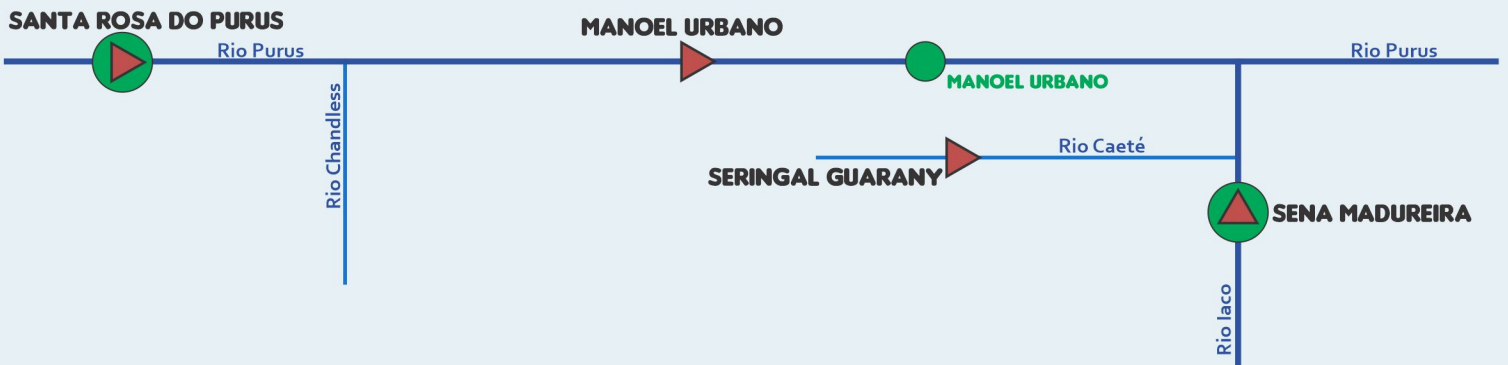 SANTA ROSA DO PURUS
MANOEL URBANO
Rio Purus
Rio Purus
MANOEL URBANO
Rio Chandless
Rio Caeté
SERINGAL GUARANY
SENA MADUREIRA
Rio Iaco